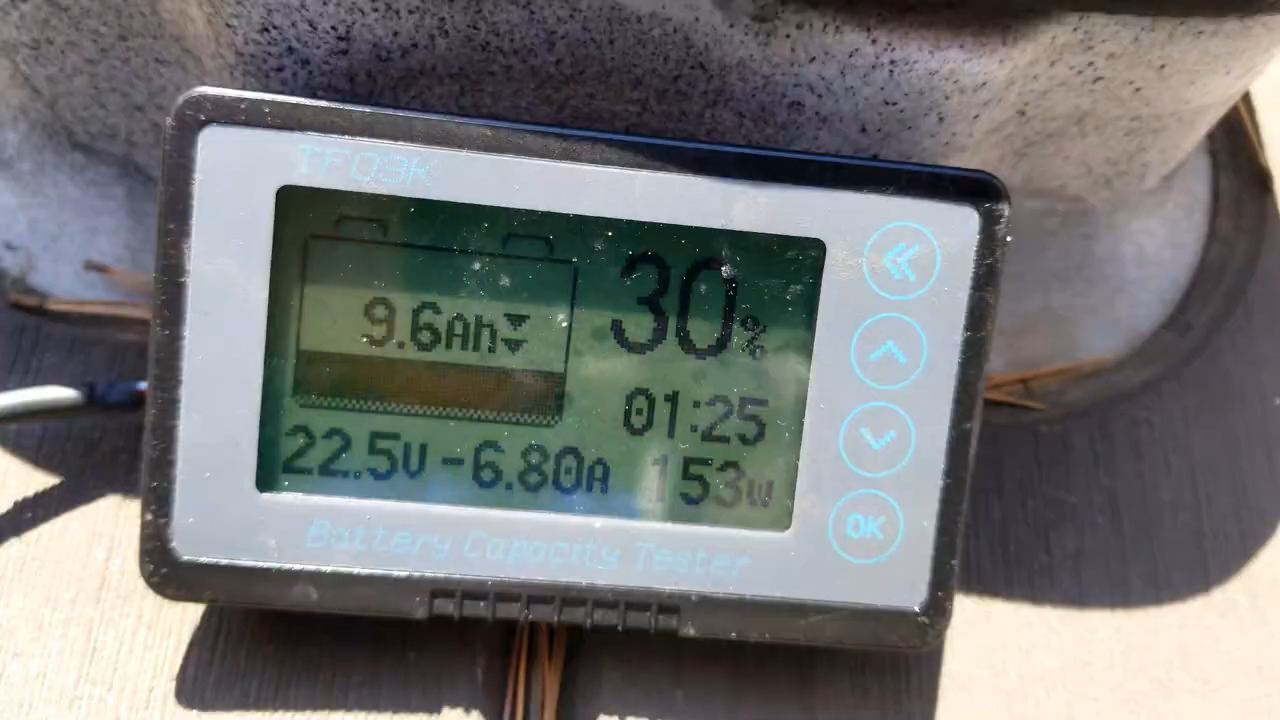 TF03K
30%
9.6Ah
01:25
22.5V -6.80A 153W
OK
Battery Capacity Tester